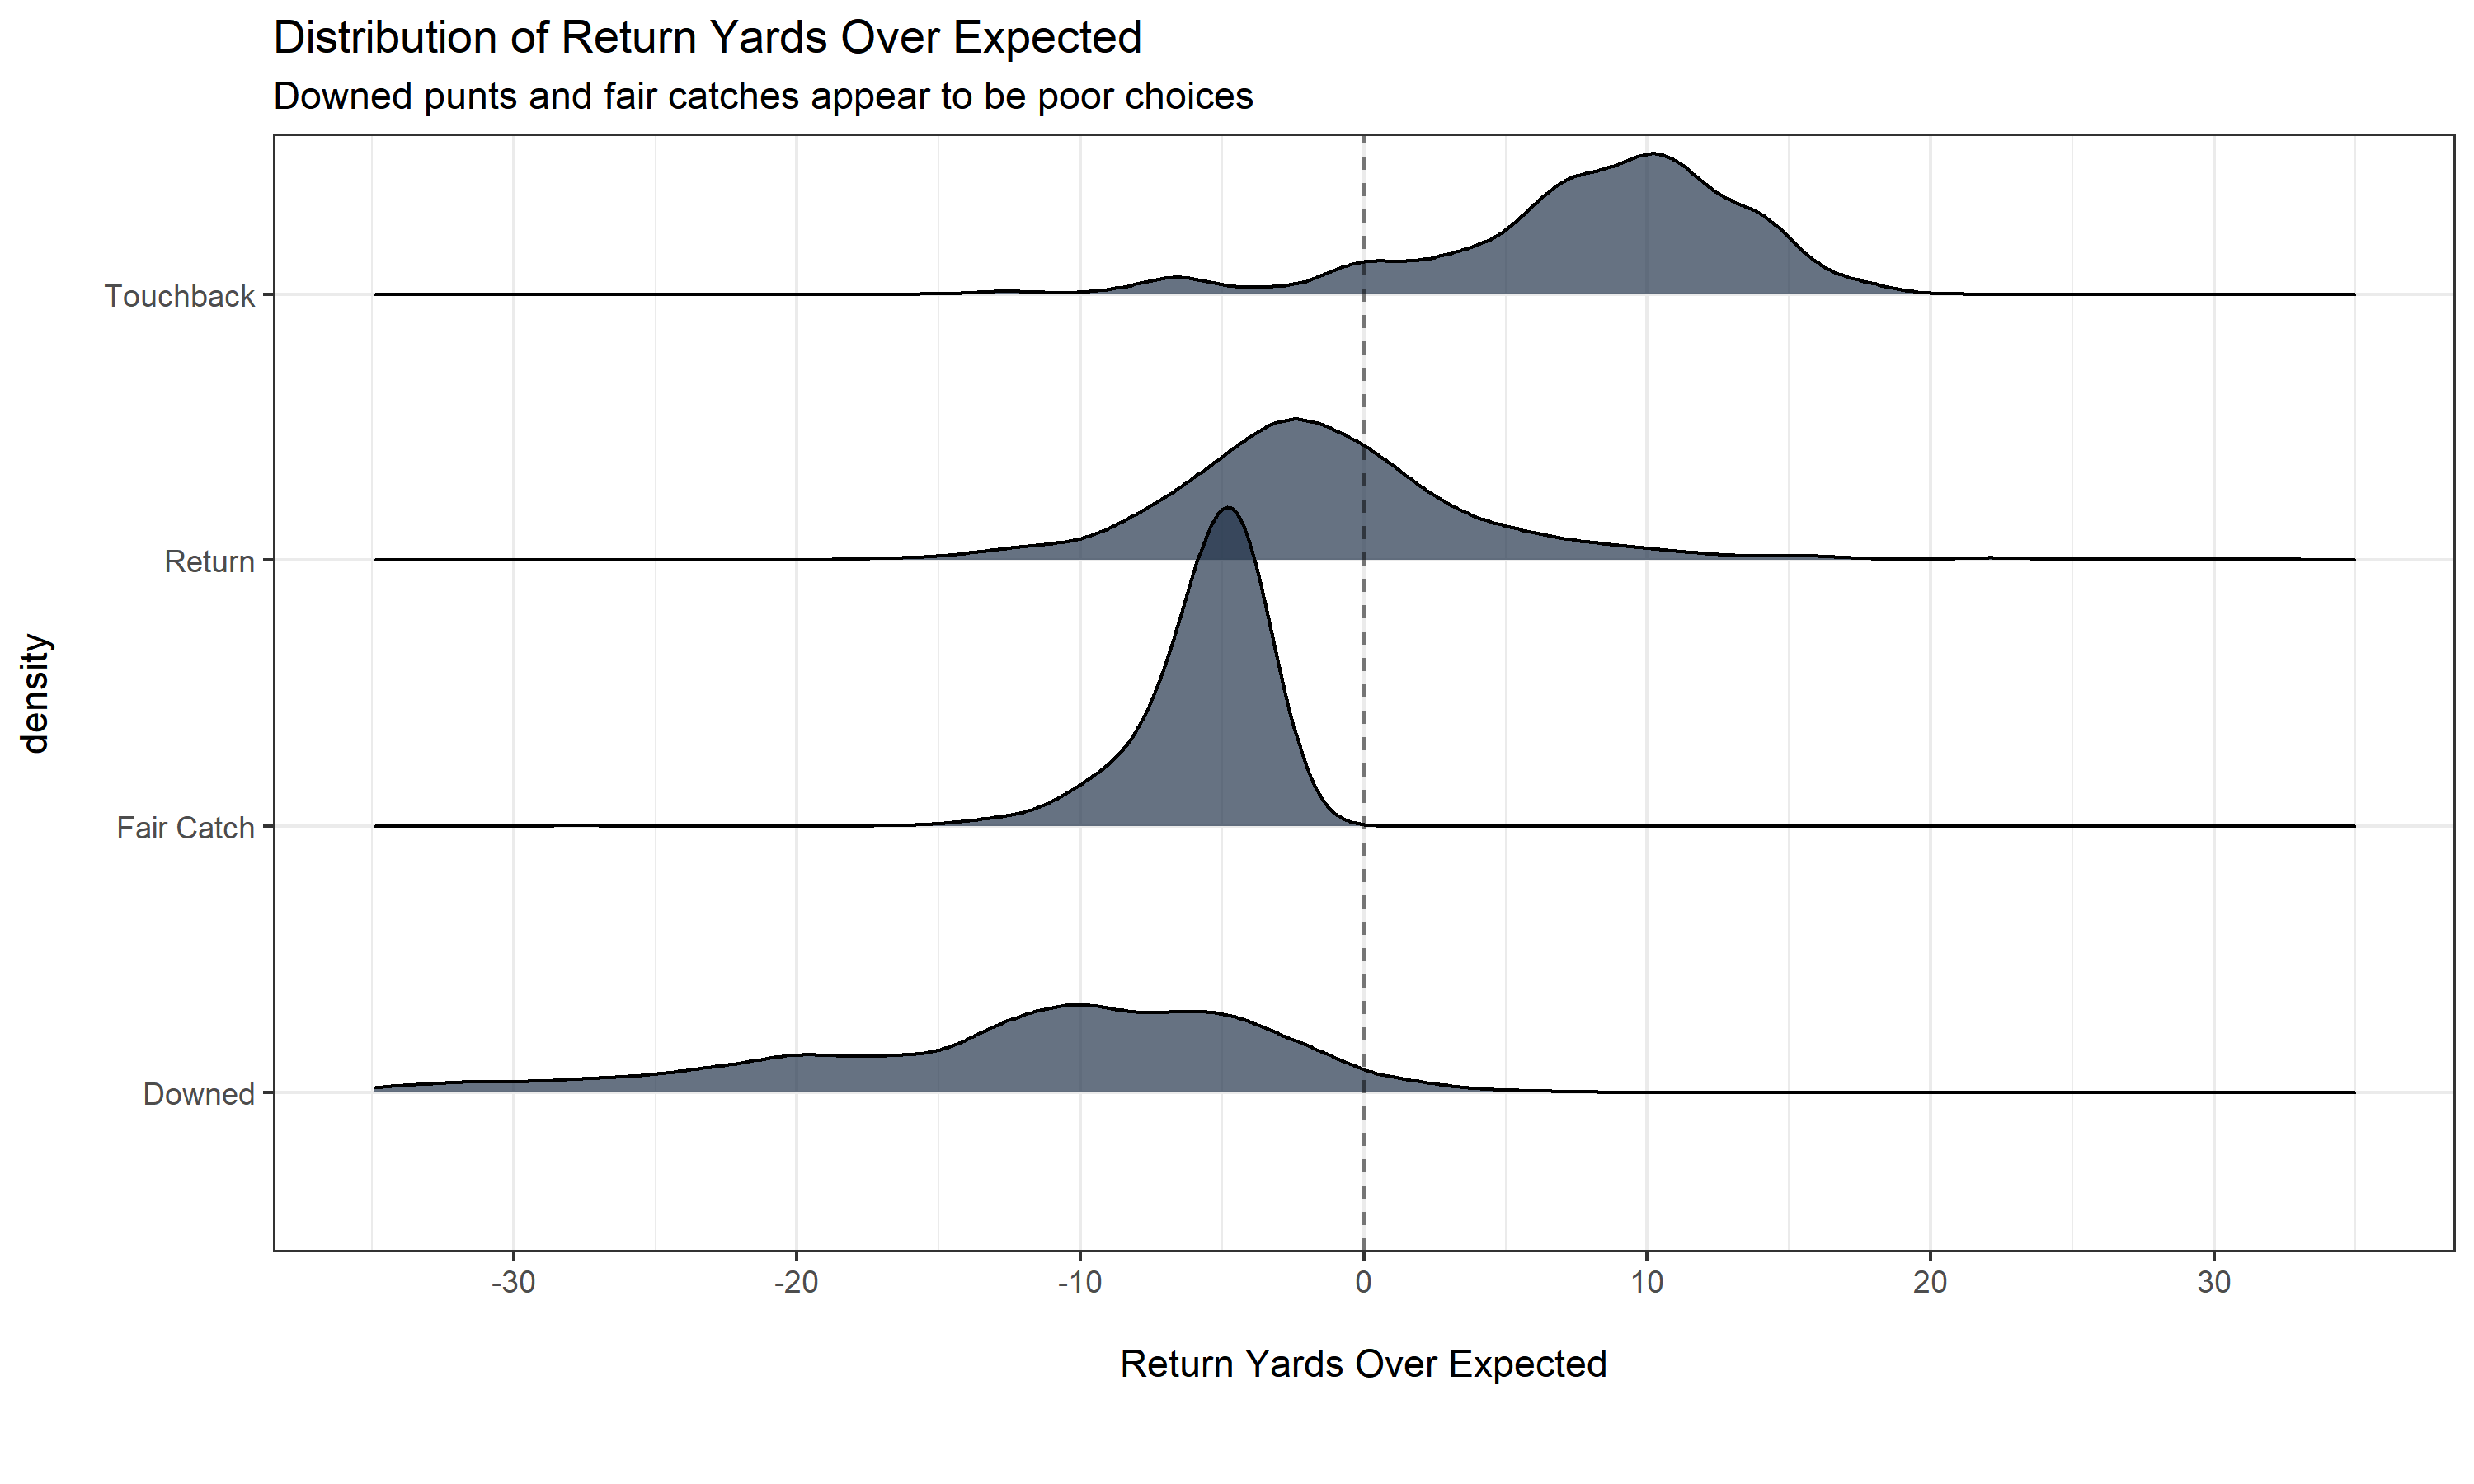 Distribution of Return Yards Over Expected
Downed punts and fair catches appear to be poor choices
density
Touchback
Return
Fair Catch
Downed
-30 -20 -10 0 10 20 30
Return Yards Over Expected